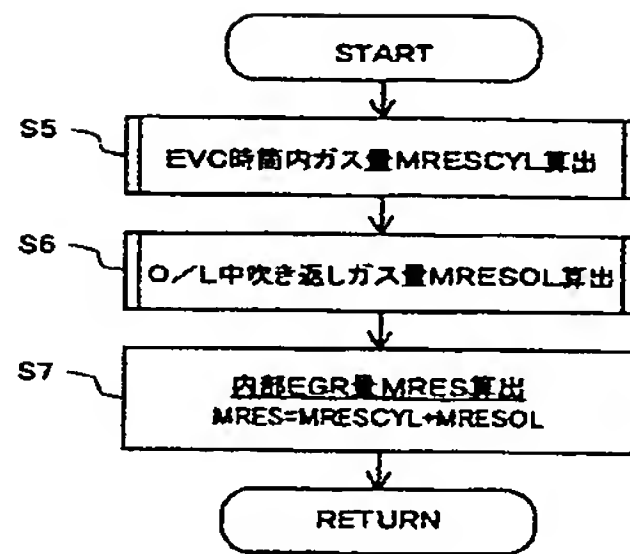 START
S5
EVC時筒内ガス量MRESCYL算出
S6
O／L中吹き返しガス量MRESOL算出
S7
内部EGR量MRES算出
MRES=MRESCYL+MRESOL
RETURN